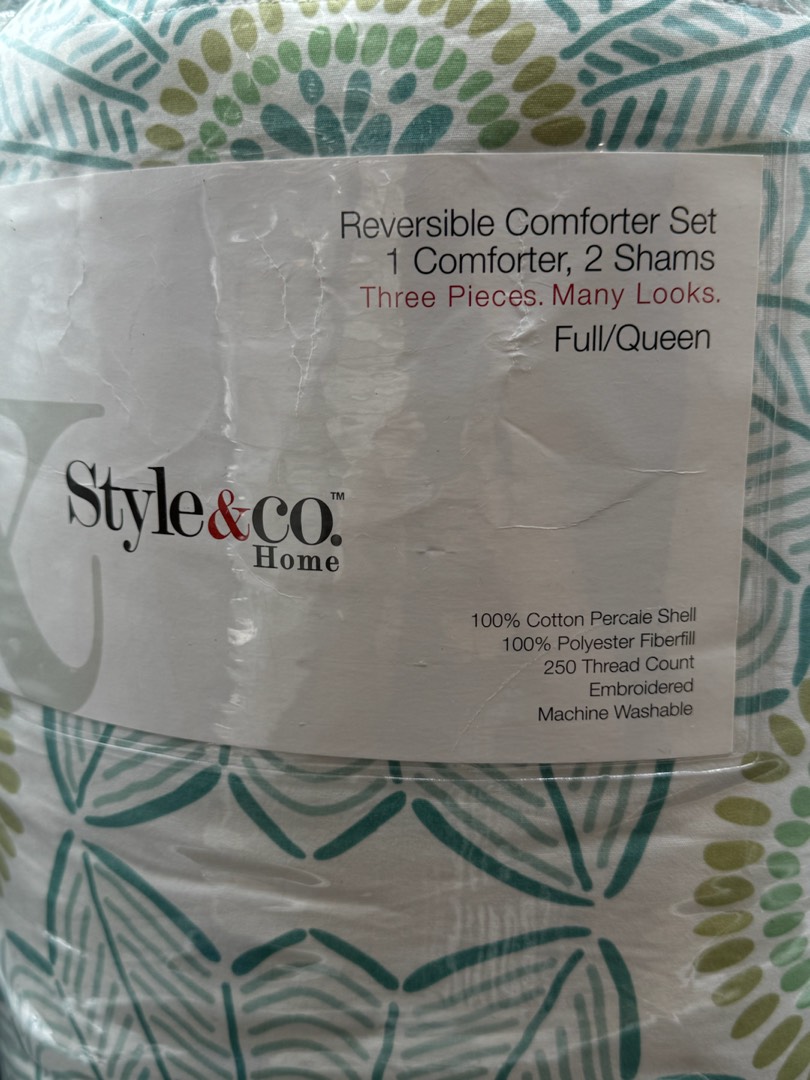 Reversible Comforter Set
1 Comforter, 2 Shams
Three Pieces. Many Looks.
Full/Queen
Style&co.™
Home
100% Cotton Percale Shell
100% Polyester Fiberfill
250 Thread Count
Embroidered
Machine Washable